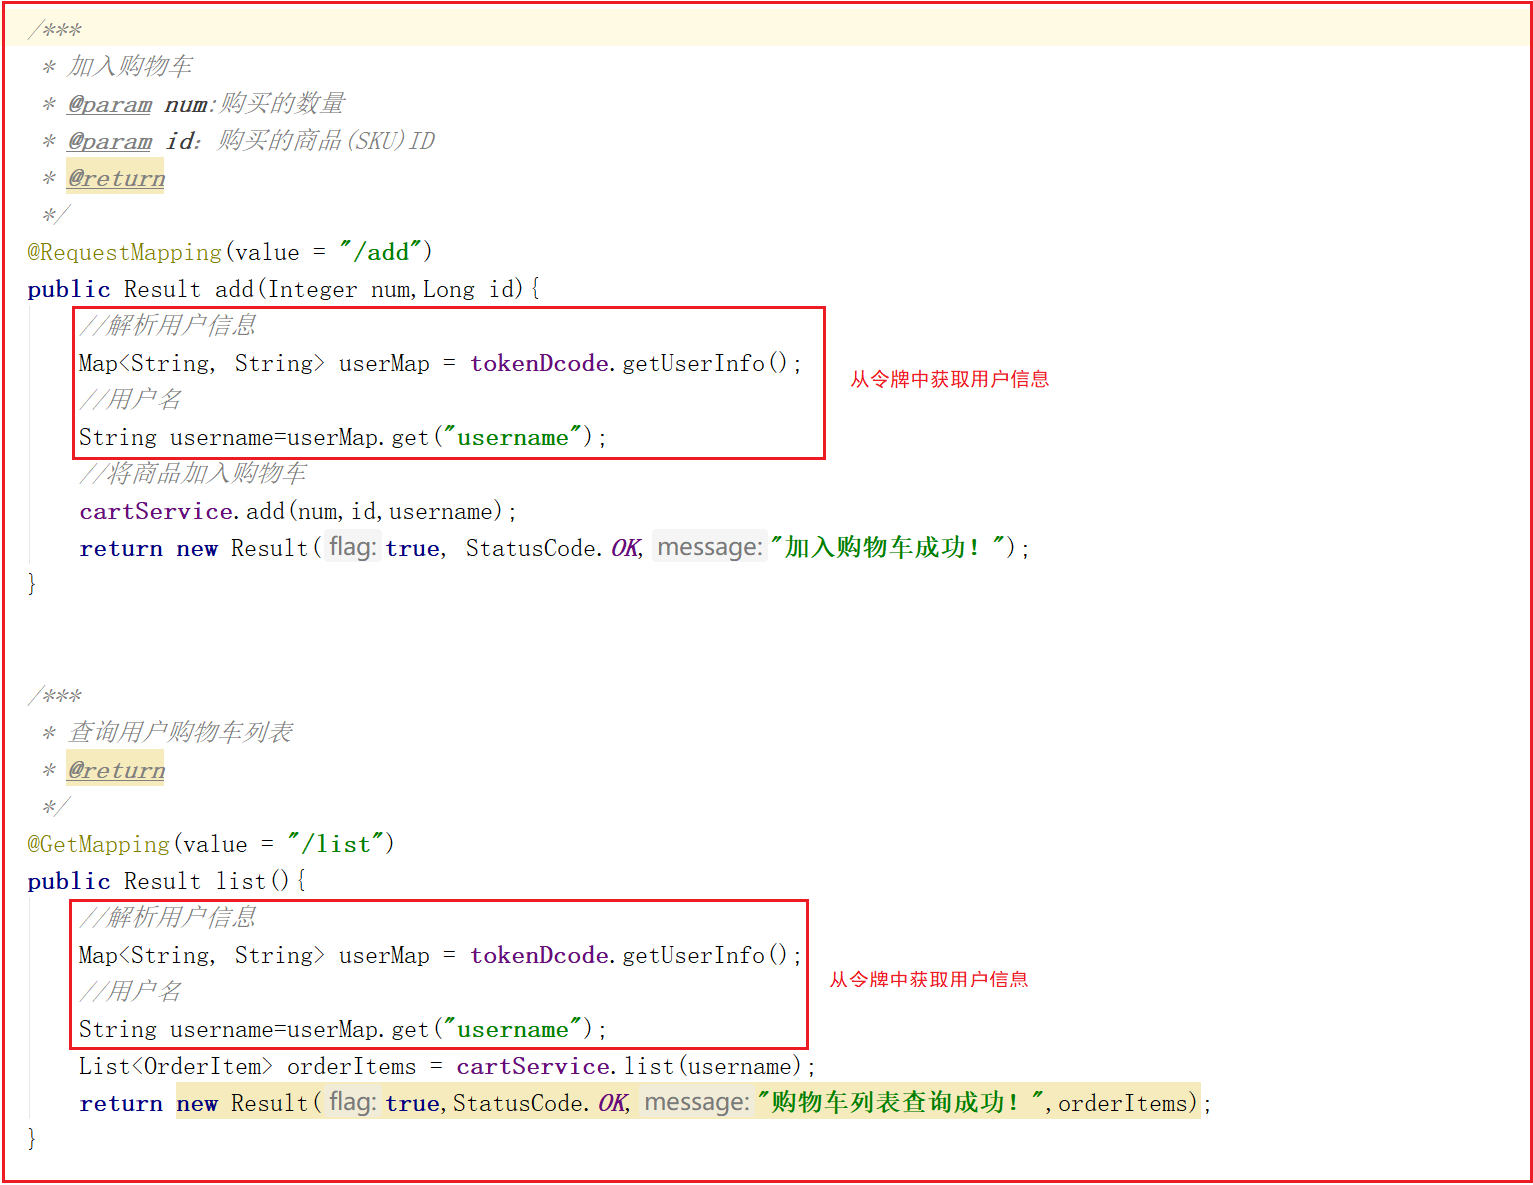 /***
* 加入购物车
* @param num:购买的数量
* @param id: 购买的商品(SKU)ID
* @return
*/
@RequestMapping(value = "/add")
public Result add(Integer num,Long id){
//解析用户信息
Map<String, String> userMap = tokenDcode.getUserInfo();
从令牌中获取用户信息
//用户名
String username=userMap.get("username");
//将商品加入购物车
cartService.add(num,id,username);
return new Result( flag: true, StatusCode.OK, message: "加入购物车成功！");
}
/***
* 查询用户购物车列表
* @return
*/
@GetMapping(value = "/list")
public Result list(){
//解析用户信息
Map<String, String> userMap = tokenDcode.getUserInfo();
从令牌中获取用户信息
//用户名
String username=userMap.get("username");
List<OrderItem> orderItems = cartService.list(username);
return new Result( flag: true,StatusCode.OK, message: "购物车列表查询成功！",orderItems);
}